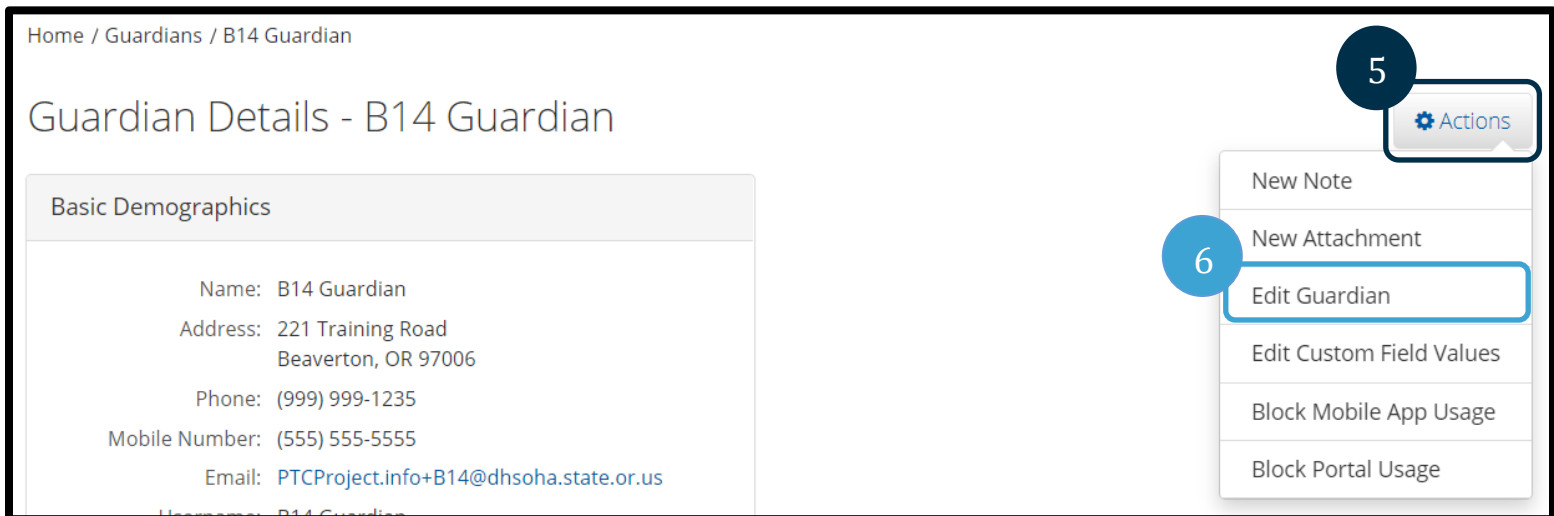 Home / Guardians / B14 Guardian
5
Guardian Details - B14 Guardian
Actions
New Note
Basic Demographics
New Attachment
6
Name: B14 Guardian
Edit Guardian
Address: 221 Training Road
Beaverton, OR 97006
Edit Custom Field Values
Phone: (999) 999-1235
Block Mobile App Usage
Mobile Number: (555) 555-5555
Email: PTCProject.info+B14@dhsoha.state.or.us
Block Portal Usage
Username: B14 Guardian